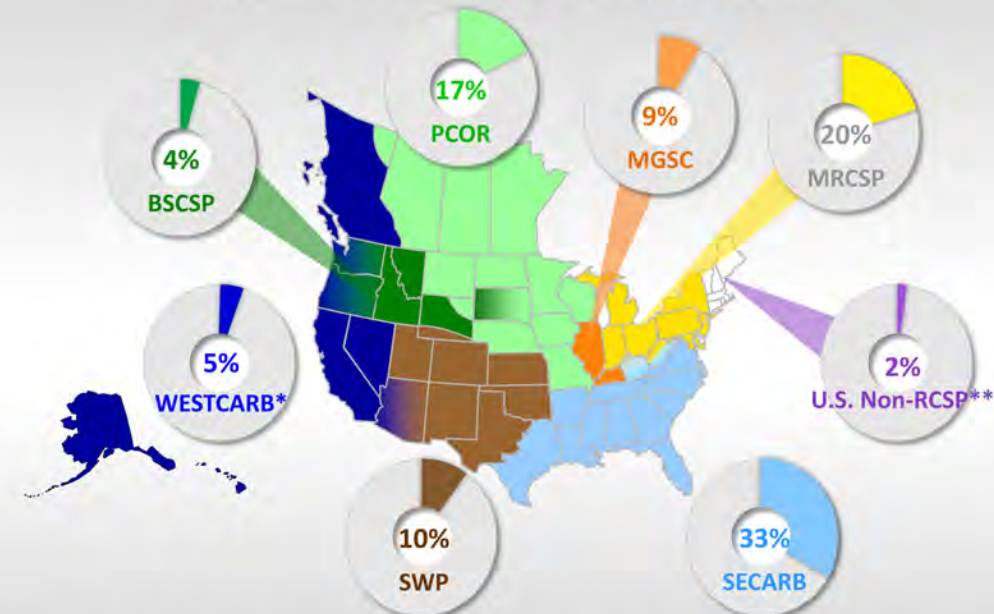 17%
PCOR
9%
MGSC
20%
MRCSP
4%
BSCSP
5%
WESTCARB*
2%
U.S. Non-RCSP**
10%
SWP
33%
SECARB